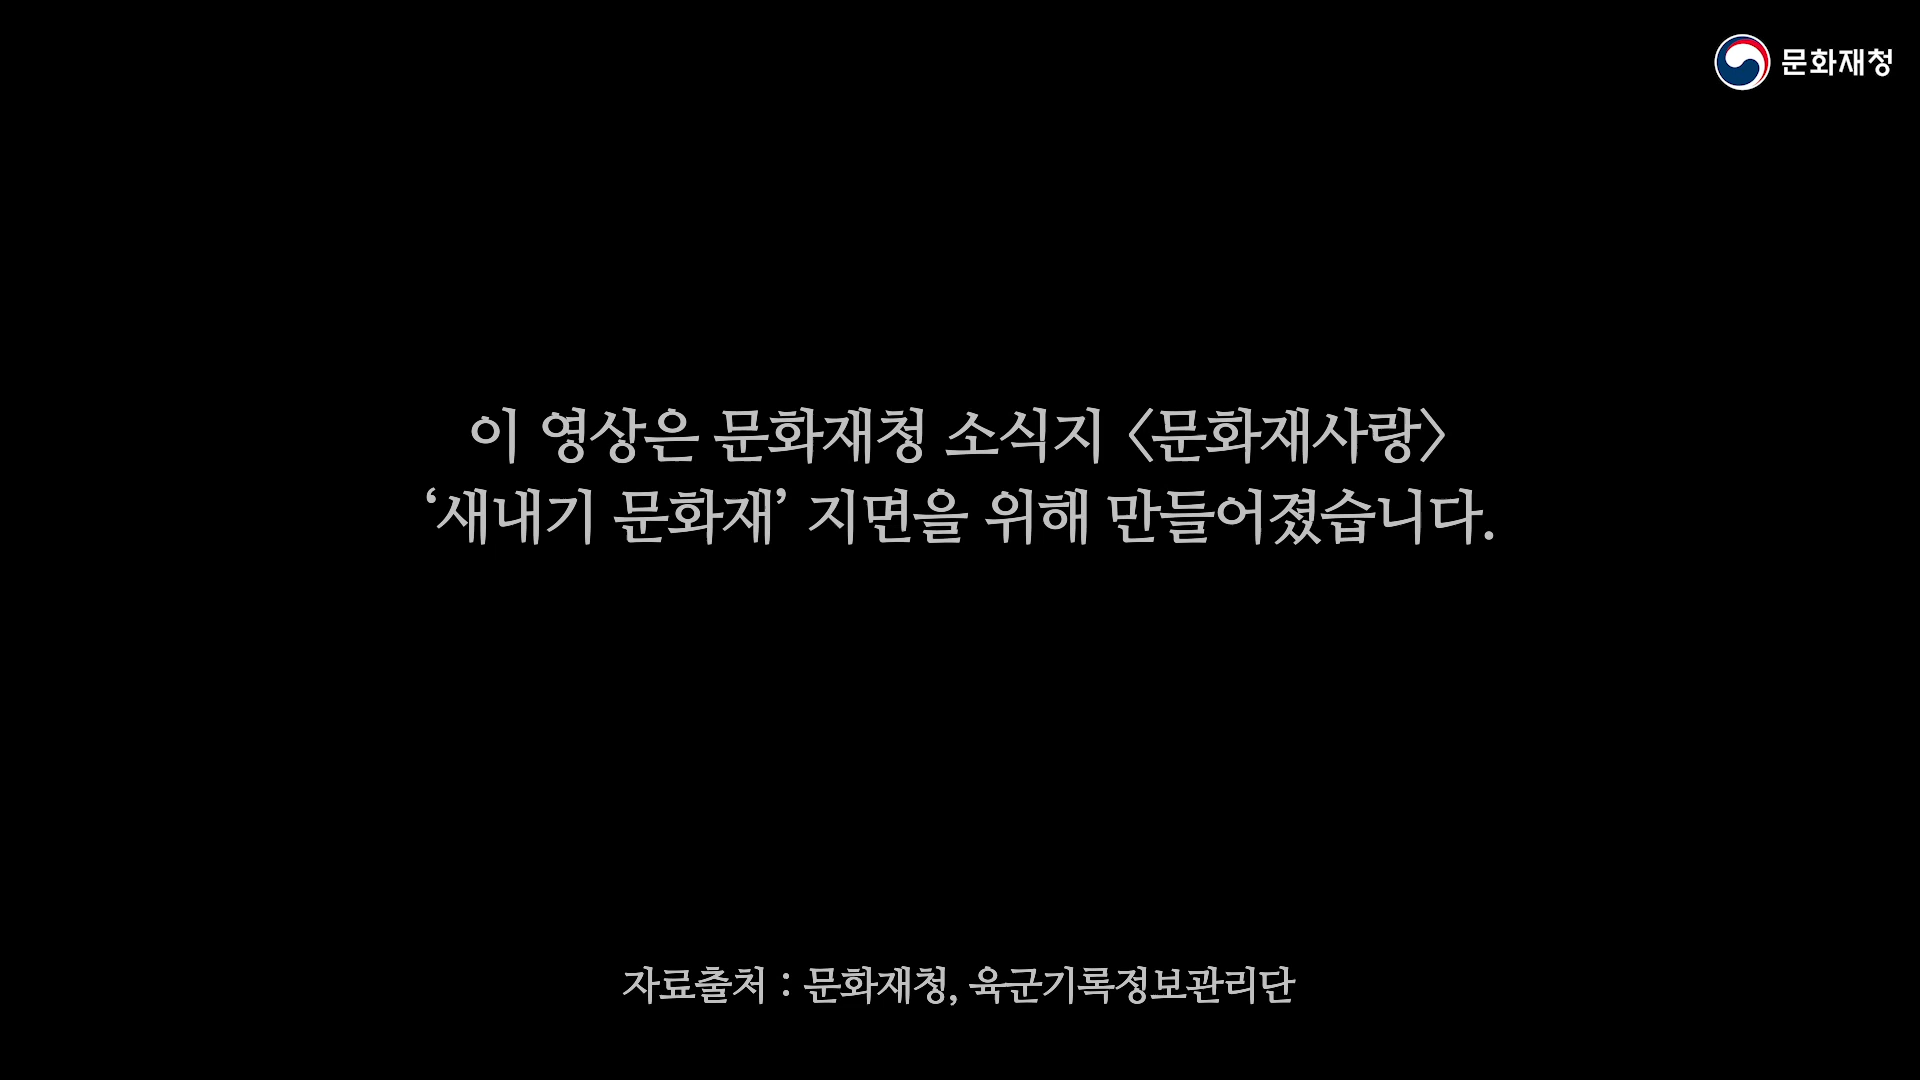 문화재청
이 영상은 문화재청 소식지 〈문화재사랑〉
‘새내기 문화재’ 지면을 위해 만들어졌습니다.
자료출처 : 문화재청, 육군기록정보관리단